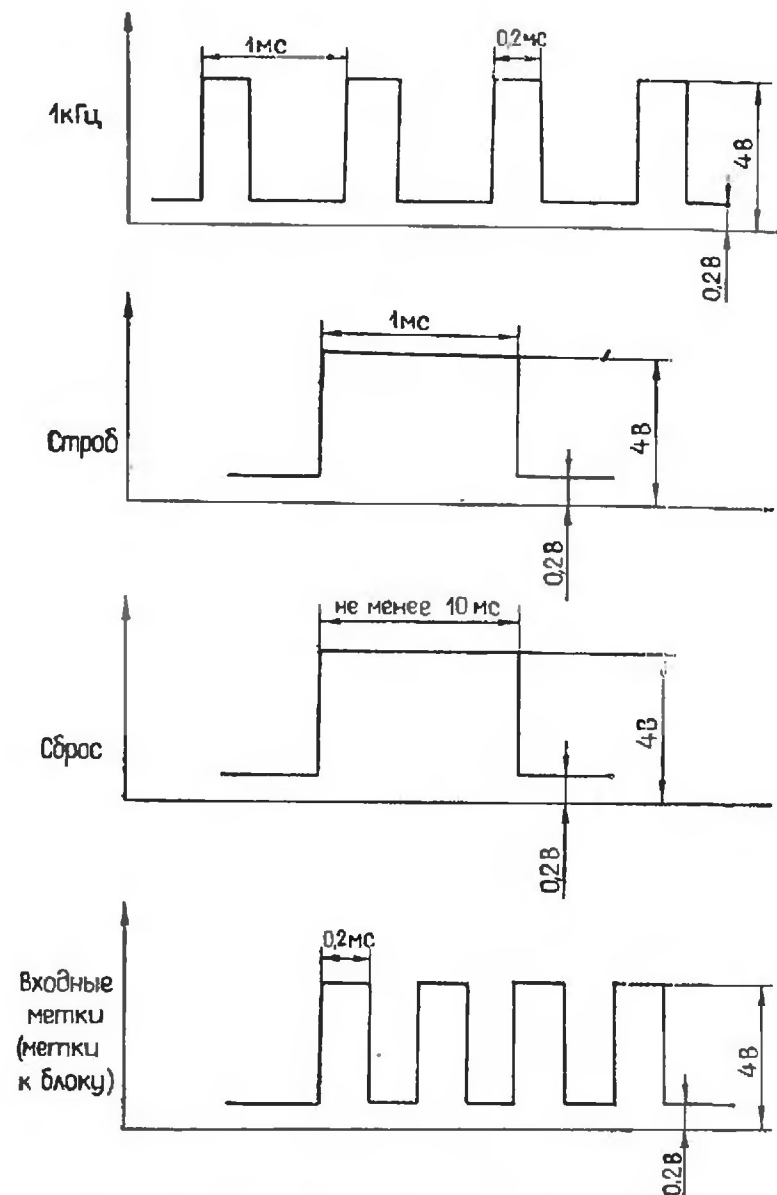 1мс
0,2мс
1кГц
4В
0,2В
1мс
Строб
4В
0,2В
не менее 10 мс
Сброс
4В
0,2В
0,2мс
Входные
метки
(метки
к блоку)
4В
0,2В